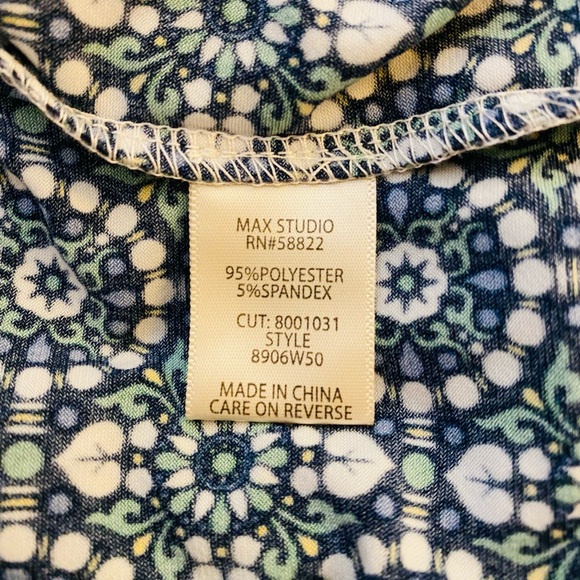 MAX STUDIO
RN#58822
95%POLYESTER
5%SPANDEX
CUT: 8001031
STYLE
8906W50
MADE IN CHINA
CARE ON REVERSE